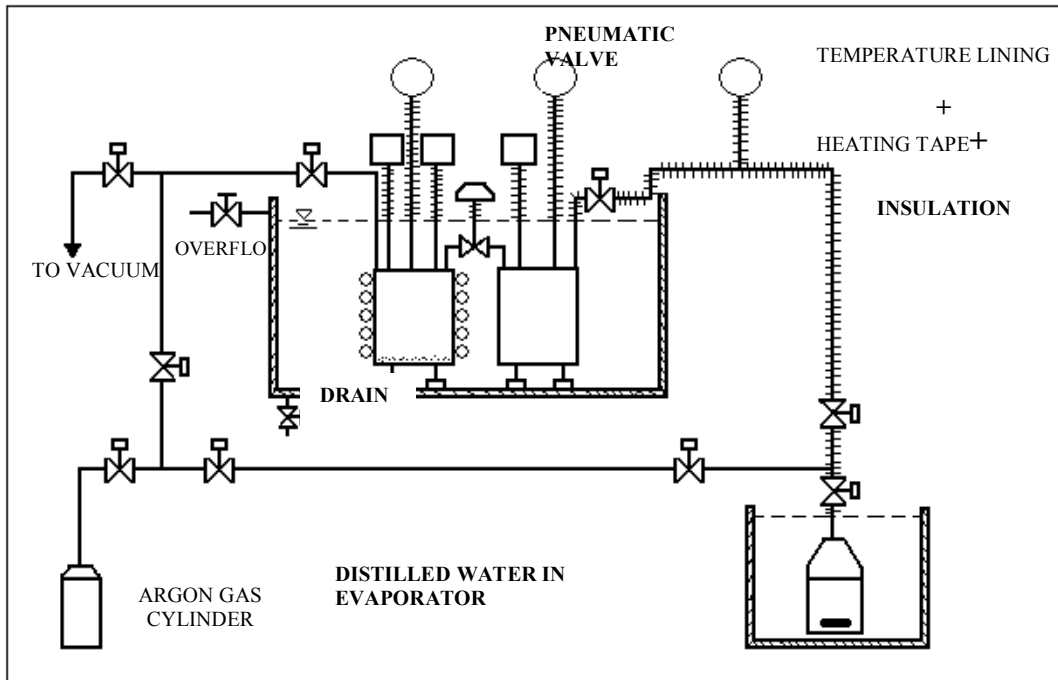 PNEUMATIC
VALVE
TEMPERATURE LINING
+
HEATING TAPE+
INSULATION
OVERFLO
TO VACUUM
DRAIN
ARGON GAS
CYLINDER
DISTILLED WATER IN
EVAPORATOR